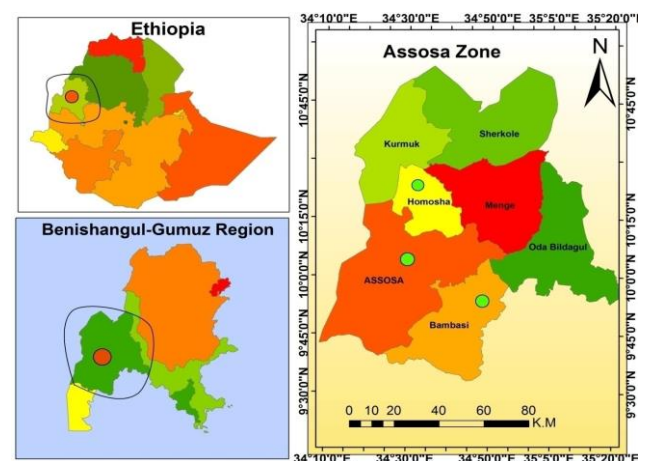 Ethiopia
Benishangul-Gumuz Region
34°10'0"E 34°30'0"E 34°50'0"E 35°5'0"E 35°20'0"E
Assosa Zone
N
10°45'0"N
10°45'0"N
Sherkole
Kurmuk
Homosha
Menge
10°15'0"N
10°15'0"N
Oda Bildagul
10°0'0"N
10°0'0"N
ASSOSA
Bambasi
9°45'0"N
9°45'0"N
9°30'0"N
9°30'0"N
0 10 20 40 60 80
K.M
34°10'0"E 34°30'0"E 34°50'0"E 35°5'0"E 35°20'0"E